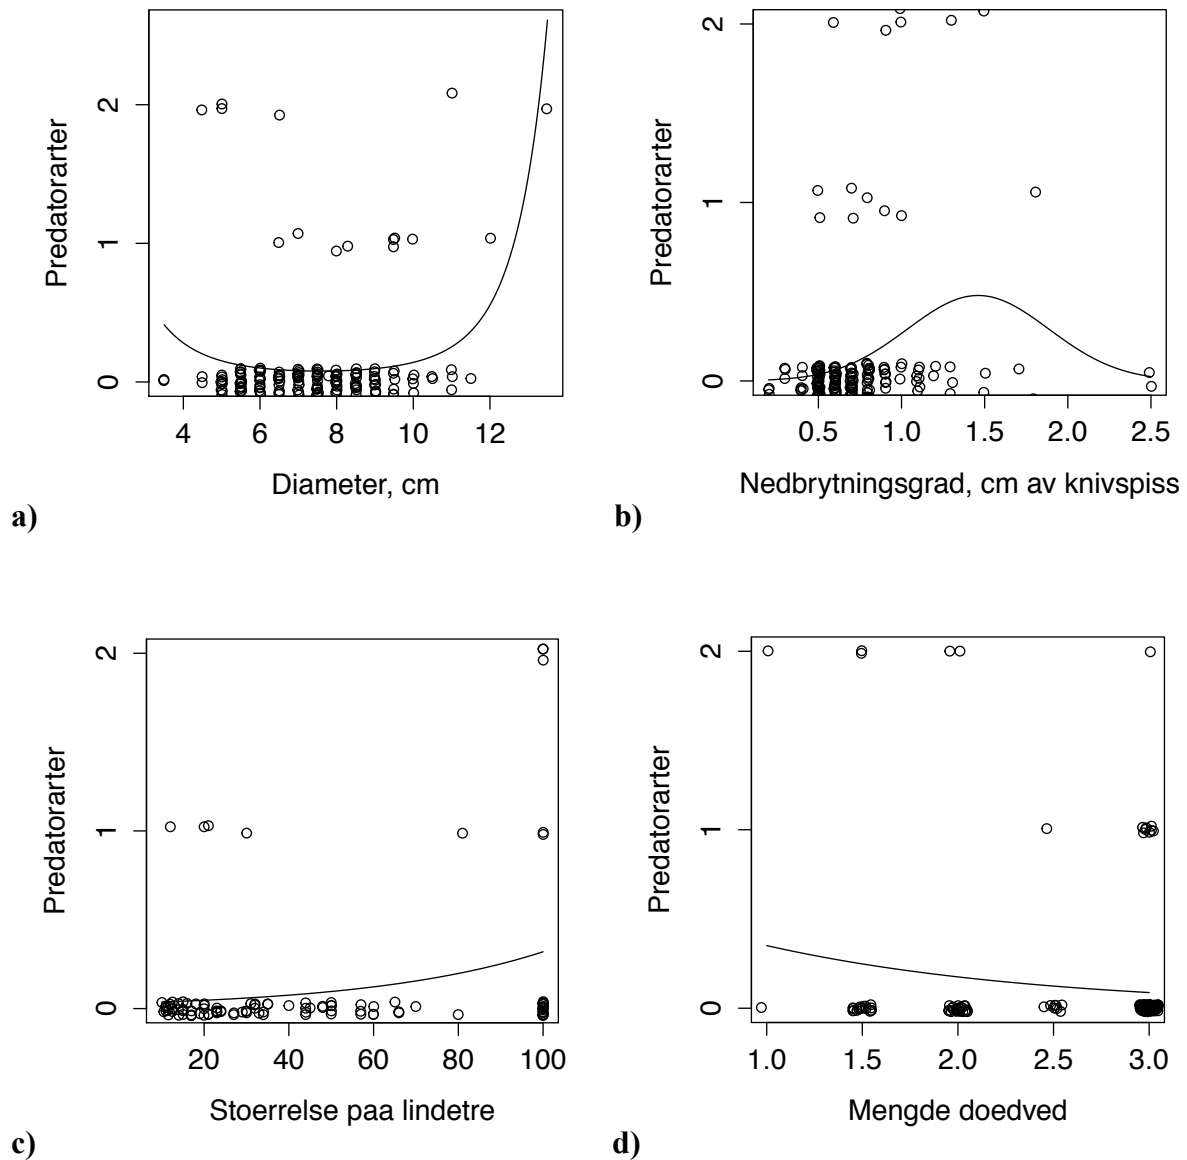 Predatorarter
0 1 2
4 6 8 10 12
Diameter, cm
a)
Predatorarter
0 1 2
0.5 1.0 1.5 2.0 2.5
Nedbrytningsgrad, cm av knivspiss
b)
Predatorarter
0 1 2
20 40 60 80 100
Stoerrelse paa lindetre
c)
Predatorarter
0 1 2
1.0 1.5 2.0 2.5 3.0
Mengde doedved
d)